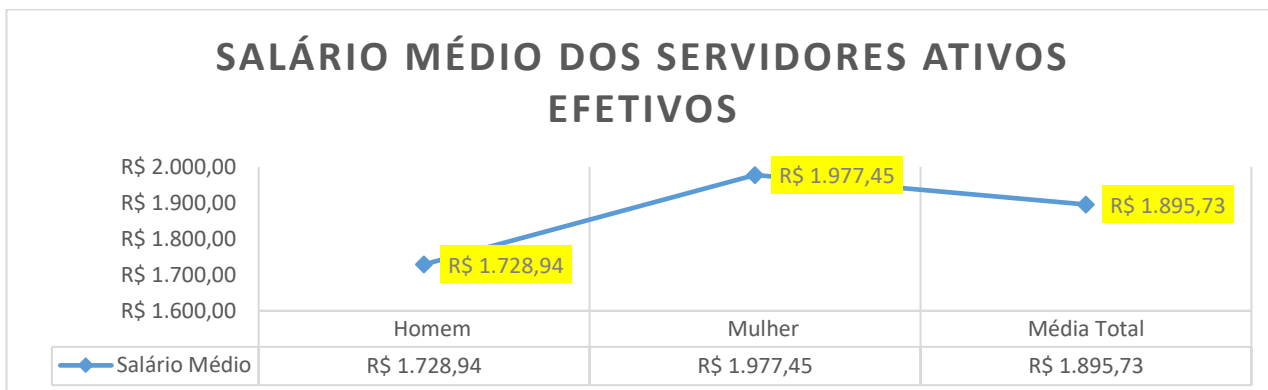 SALÁRIO MÉDIO DOS SERVIDORES ATIVOS
EFETIVOS
R$ 2.000,00
R$ 1.900,00
R$ 1.800,00
R$ 1.700,00
R$ 1.600,00
R$ 1.728,94
R$ 1.977,45
R$ 1.895,73
Homem Mulher Média Total
Salário Médio R$ 1.728,94 R$ 1.977,45 R$ 1.895,73